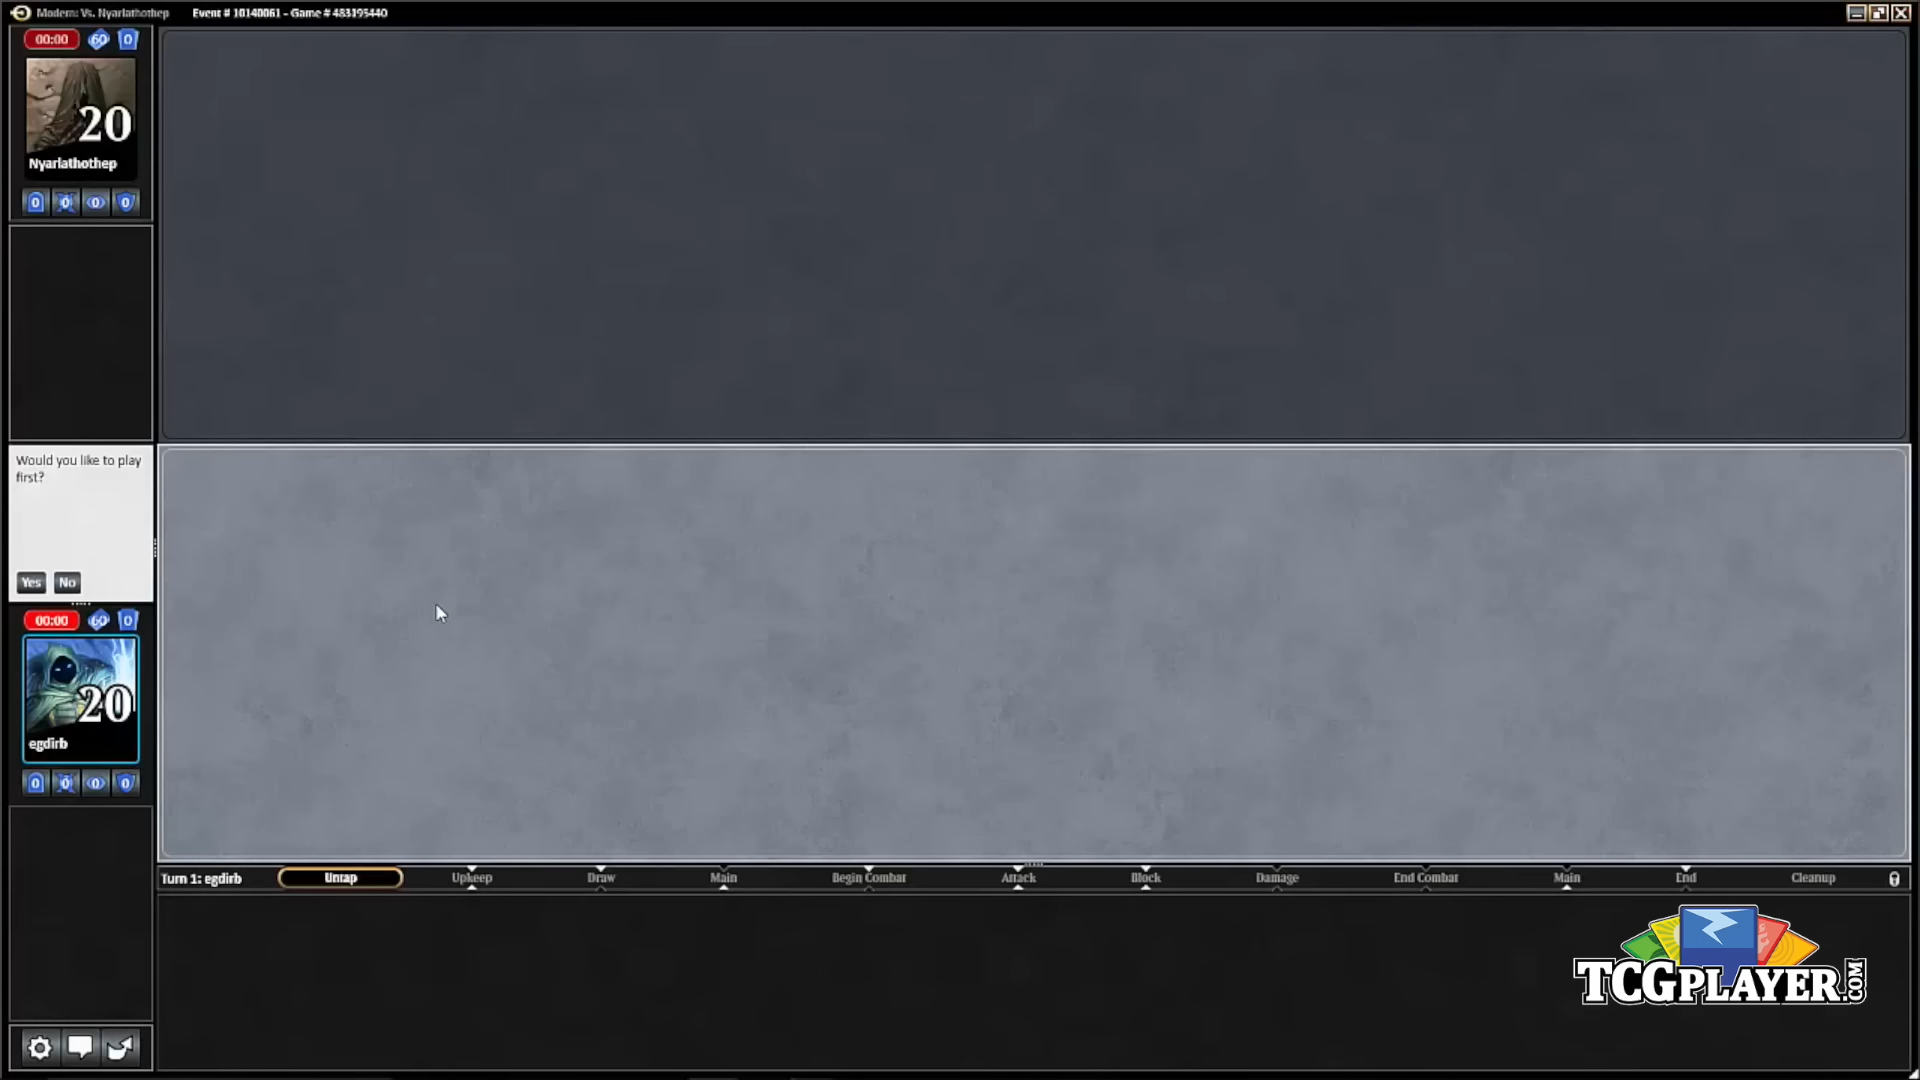 Modern: Vs. Nyarlathothep Event # 10140061 - Game # 483195440
00:00 60 0
20
Nyarlathothep
0 0 0 0
Would you like to play
first?
Yes No
00:00 60 0
20
egdirb
0 0 0 0
Turn 1: egdirb Untap Upkeep Draw Main Begin Combat Attack Block Damage End Combat Main End Cleanup
TCGPLAYER.COM